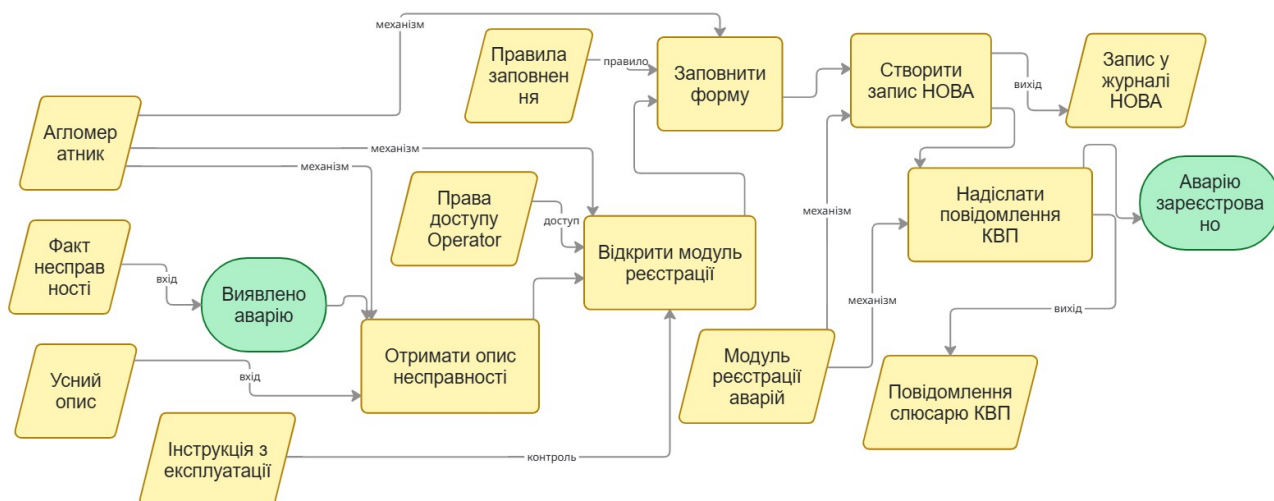 механізм
Правила
заповнен
ня
правило
Заповнити
форму
Створити
запис НОВА
вихід
Запис у
журналі
НОВА
Агломер
атник
механізм
механізм
Права
доступу
Operator
доступ
Відкрити модуль
реєстрації
механізм
Надіслати
повідомлення
КВП
Аварію
зареєстрова
но
Факт
несправ
ності
вхід
Виявлено
аварію
механізм
вихід
Усний
опис
вхід
Отримати опис
несправності
Модуль
реєстрації
аварій
Повідомлення
слюсарю КВП
Інструкція з
експлуатації
контроль